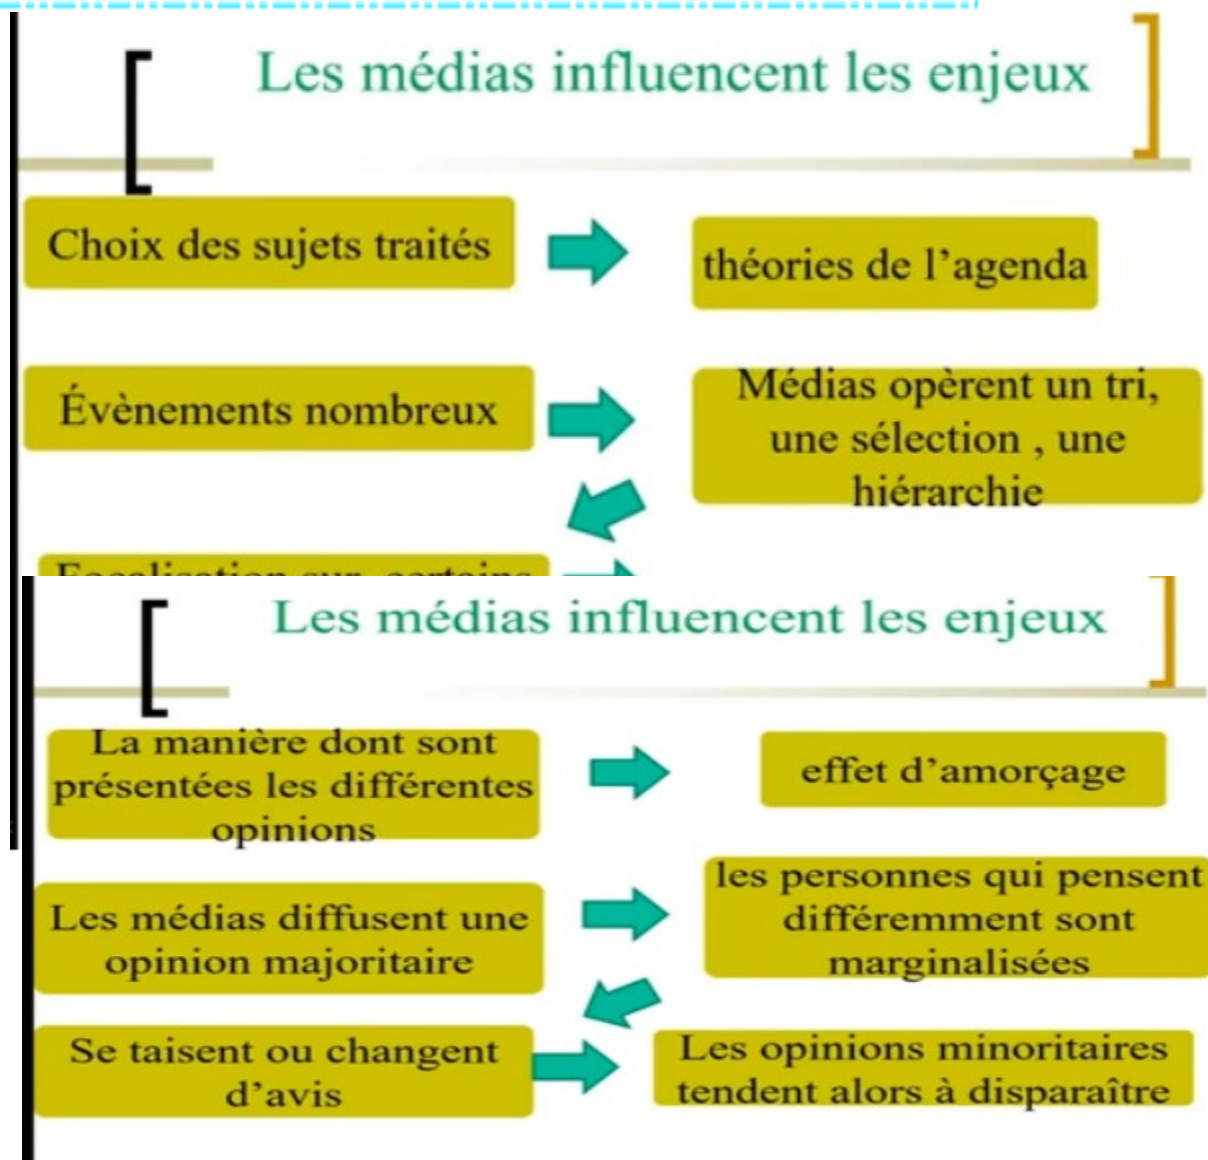 Les médias influencent les enjeux
Choix des sujets traités
théories de l'agenda
Évènements nombreux
Médias opèrent un tri,
une sélection , une
hiérarchie
Focalisation sur certains
Les médias influencent les enjeux
La manière dont sont
présentées les différentes
opinions
effet d'amorçage
Les médias diffusent une
opinion majoritaire
les personnes qui pensent
différemment sont
marginalisées
Se taisent ou changent
d'avis
Les opinions minoritaires
tendent alors à disparaître